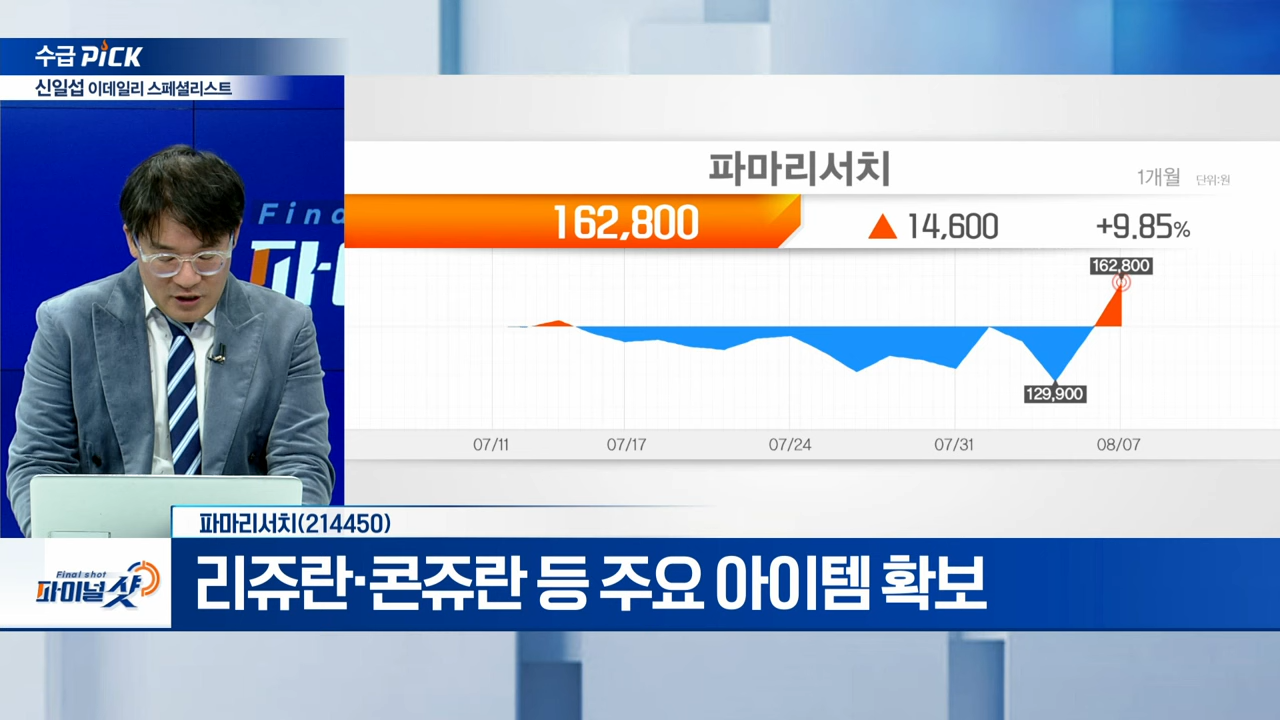 수급 PiCK
신일섭 이데일리 스페셜리스트
Fina
파이
파마리서치
1개월 단위:원
162,800 ▲ 14,600 +9.85%
162,800
129,900
07/11 07/17 07/24 07/31 08/07
파마리서치(214450)
Final shot
파이널샷
리쥬란·콘쥬란 등 주요 아이템 확보